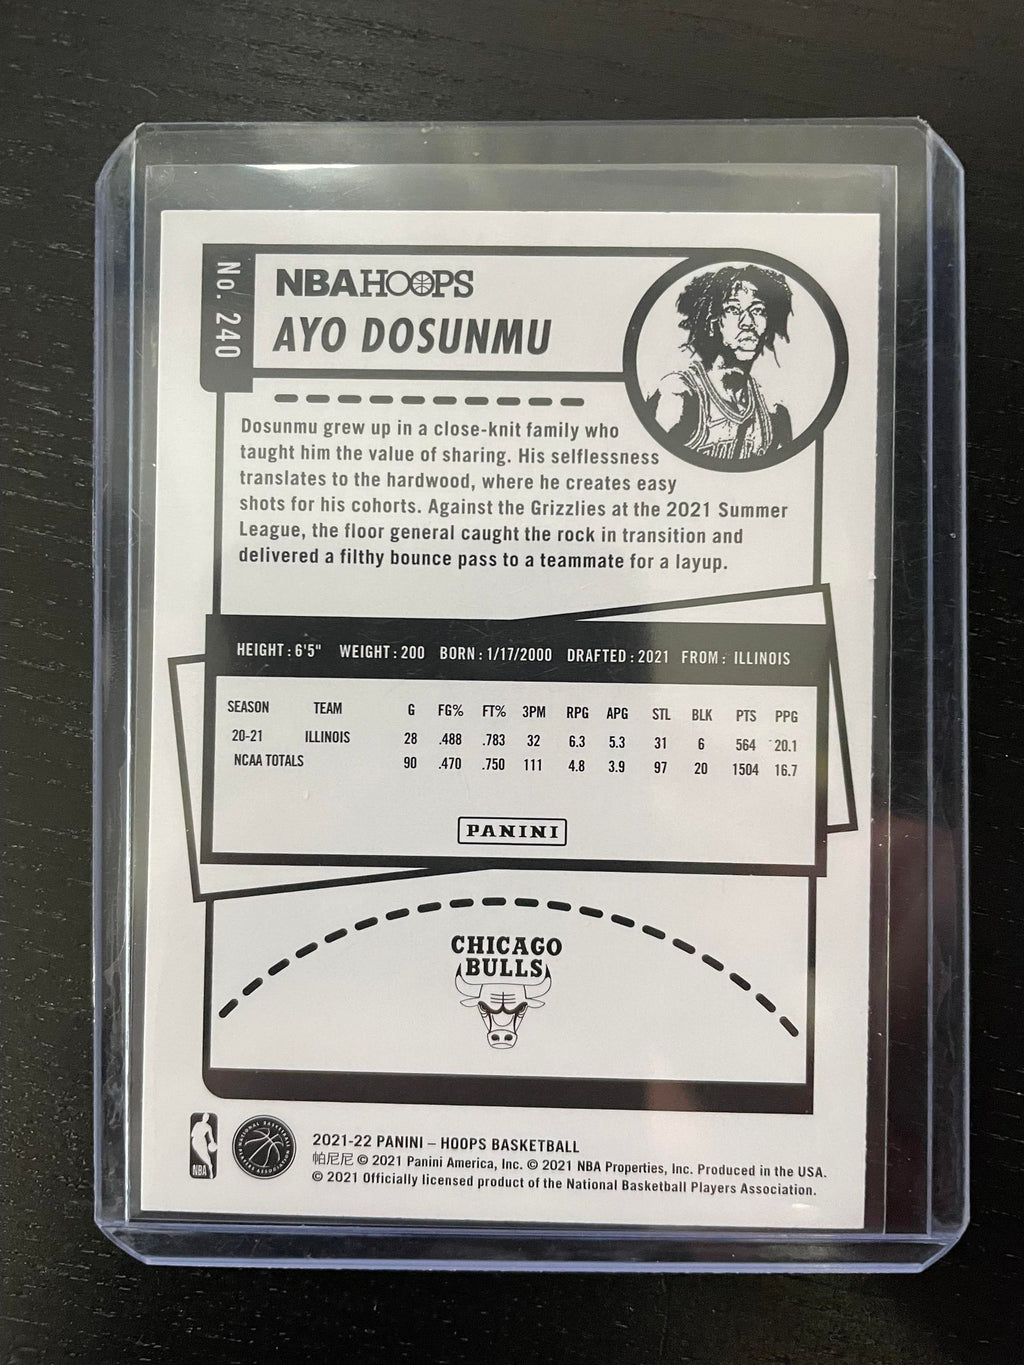 No. 240
NBAHOOPS
AYO DOSUNMU
Dosunmu grew up in a close-knit family who
taught him the value of sharing. His selflessness
translates to the hardwood, where he creates easy
shots for his cohorts. Against the Grizzlies at the 2021 Summer
League, the floor general caught the rock in transition and
delivered a filthy bounce pass to a teammate for a layup.
HEIGHT: 6'5" WEIGHT: 200 BORN: 1/17/2000 DRAFTED: 2021 FROM: ILLINOIS
SEASON TEAM G FG% FT% 3PM RPG APG STL BLK PTS PPG
20-21 ILLINOIS 28 .488 .783 32 6.3 5.3 31 6 564 20.1
NCAA TOTALS 90 .470 .750 111 4.8 3.9 97 20 1504 16.7
PANINI
CHICAGO
BULLS
NBA
NATIONAL BASKETBALL PLAYERS ASSOCIATION
2021-22 PANINI – HOOPS BASKETBALL
帕尼尼 © 2021 Panini America, Inc. © 2021 NBA Properties, Inc. Produced in the USA.
© 2021 Officially licensed product of the National Basketball Players Association.